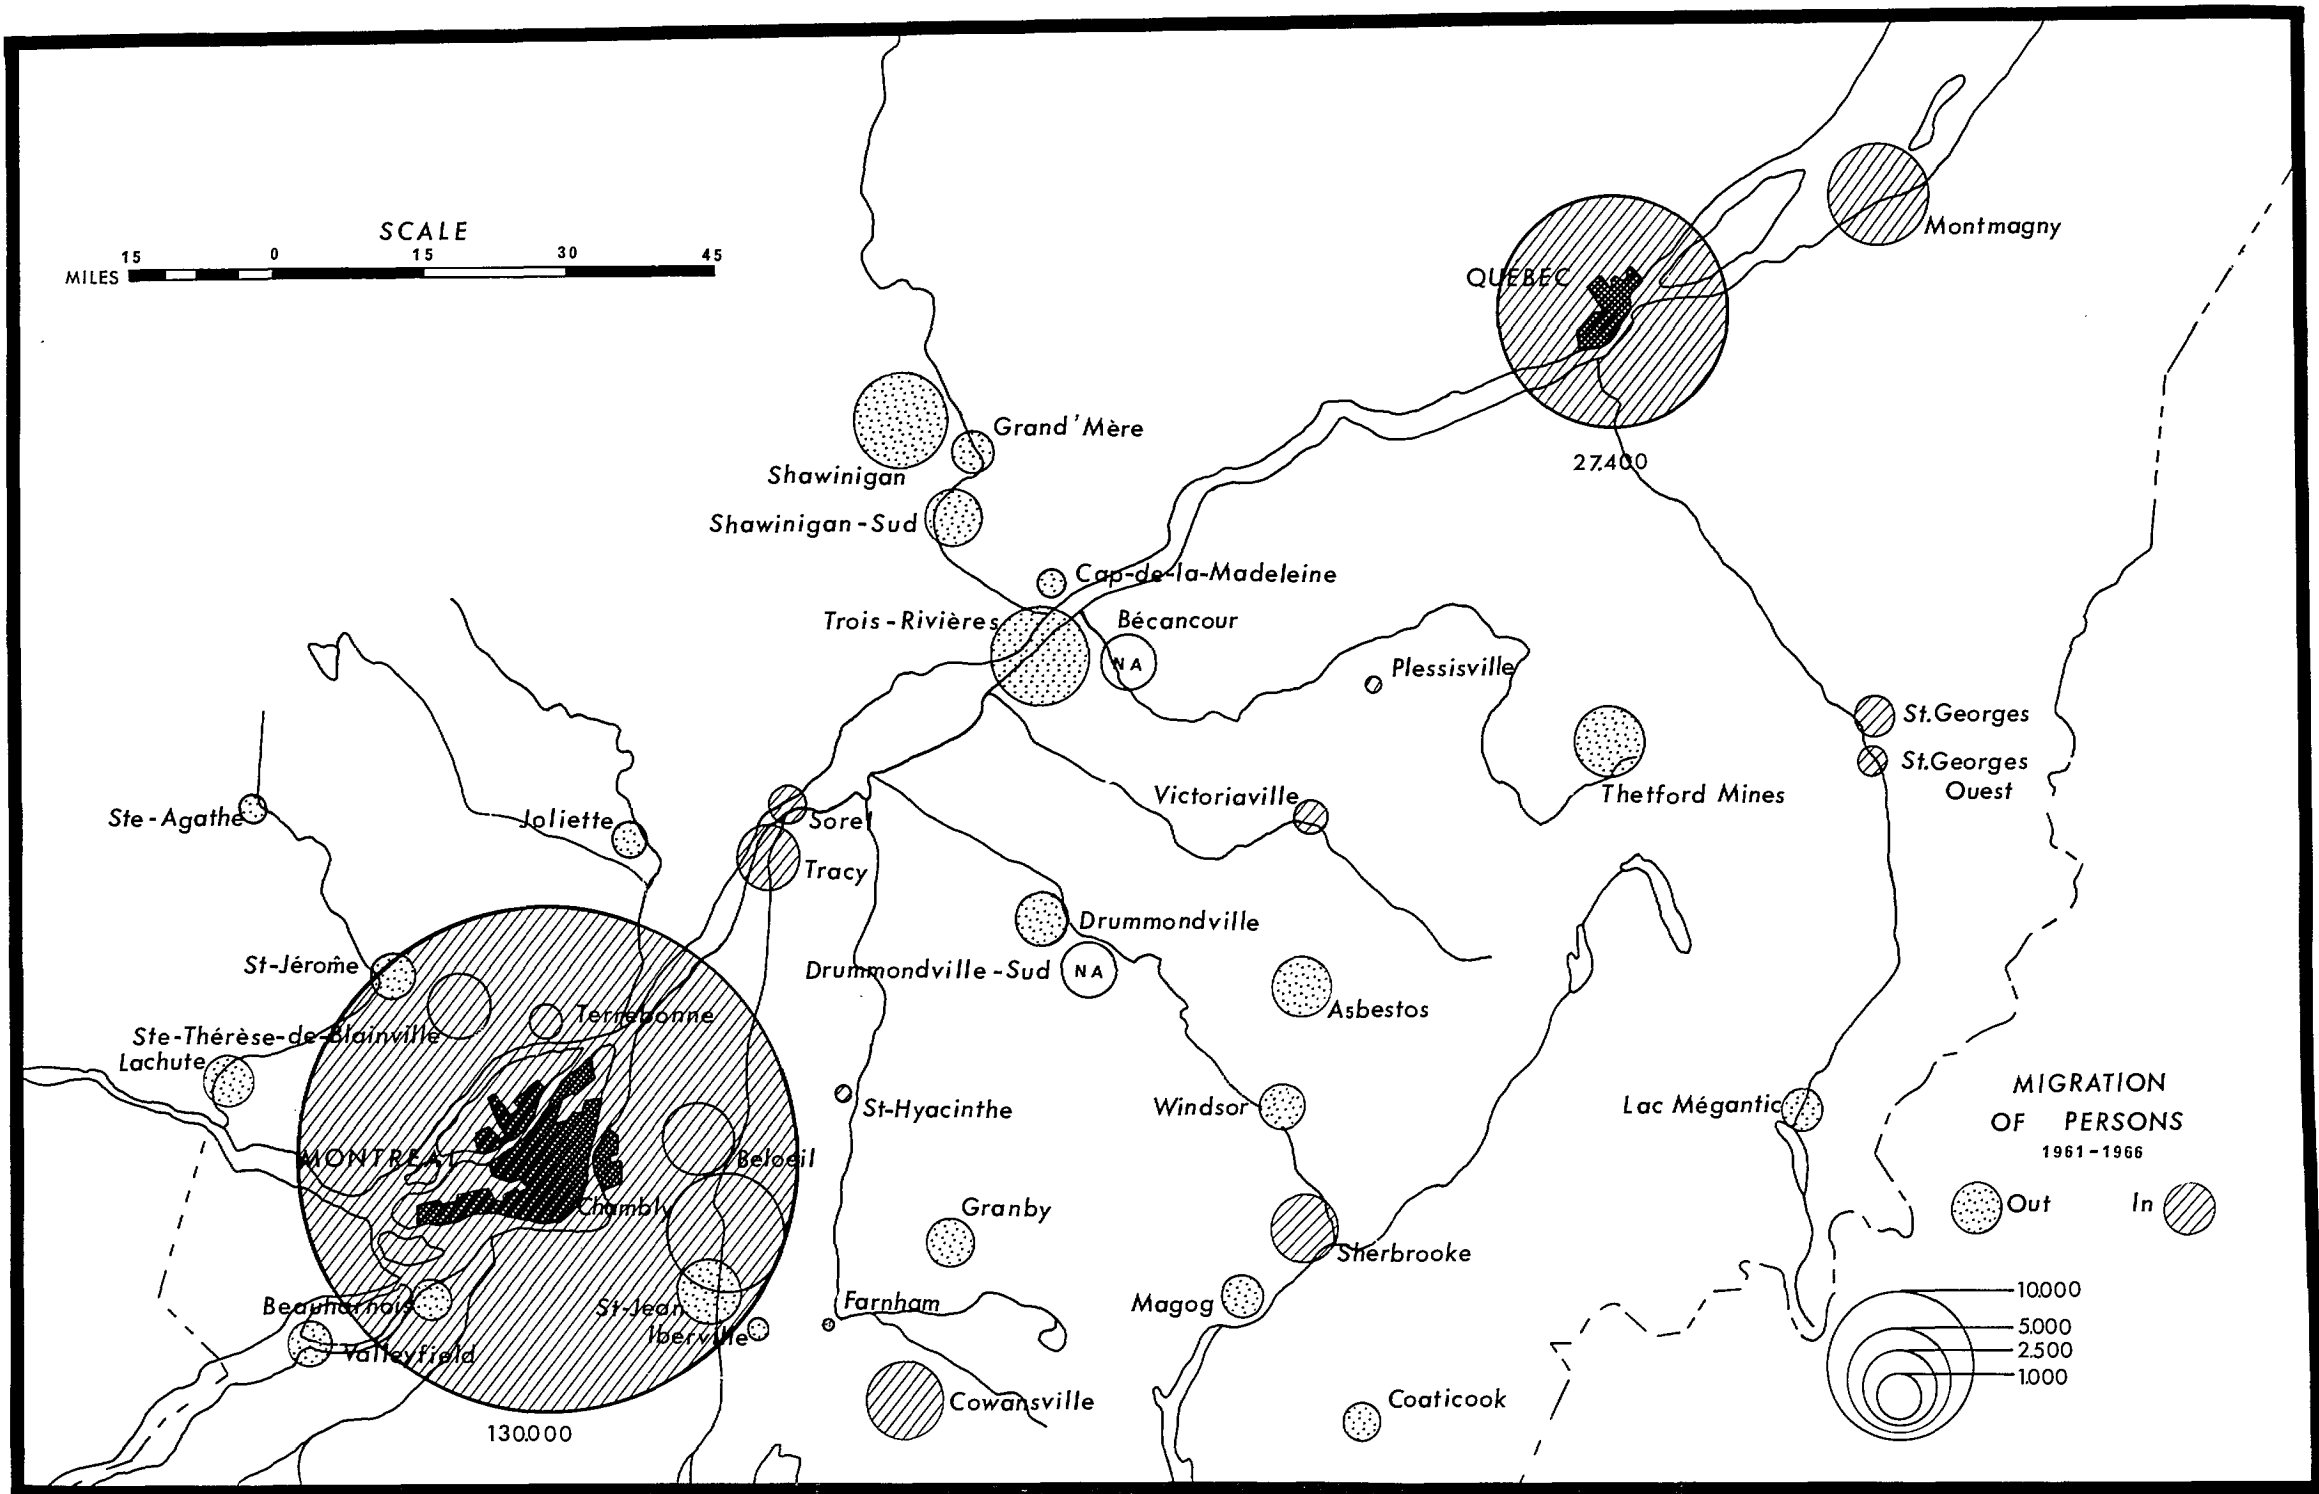 SCALE
15 0 15 30 45
MILES
Montmagny
QUEBEC
27.400
Grand'Mère
Shawinigan
Shawinigan-Sud
Cap-de-la-Madeleine
Trois-Rivières
Bécancour
NA
Plessisville
St.Georges
St.Georges
Ouest
Thetford Mines
Victoriaville
Ste-Agathe
Joliette
Sorel
Tracy
Drummondville
Drummondville-Sud
NA
St-Jérome
Asbestos
Terrebonne
Ste-Thérèse-de-Blainville
Lachute
St-Hyacinthe
Windsor
Lac Mégantic
MONTREAL
Beloeil
Chambly
Granby
Sherbrooke
Beauharnois
St-Jean
Iberville
Farnham
Magog
Valleyfield
Cowansville
Coaticook
130.000
MIGRATION
OF PERSONS
1961-1966
Out In
10.000
5.000
2.500
1.000